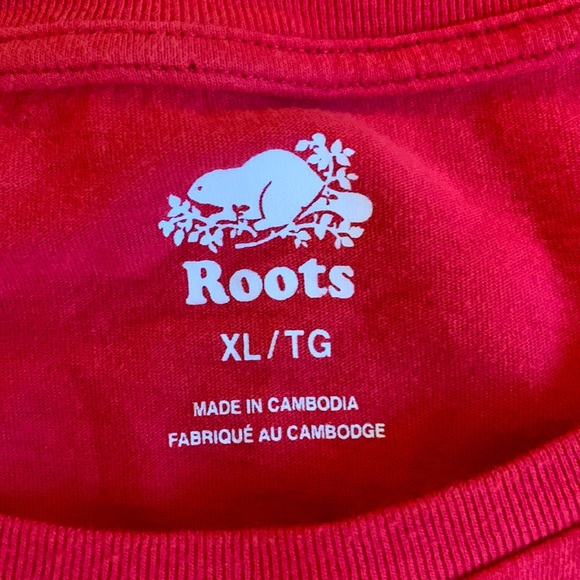 Roots
XL/TG
MADE IN CAMBODIA
FABRIQUÉ AU CAMBODGE